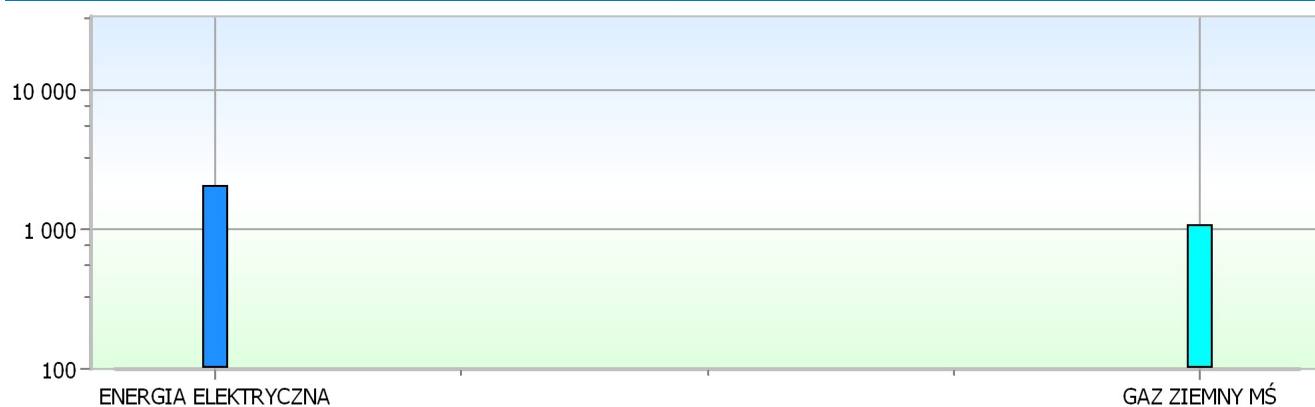 10 000
1 000
100
ENERGIA ELEKTRYCZNA
GAZ ZIEMNY MŚ